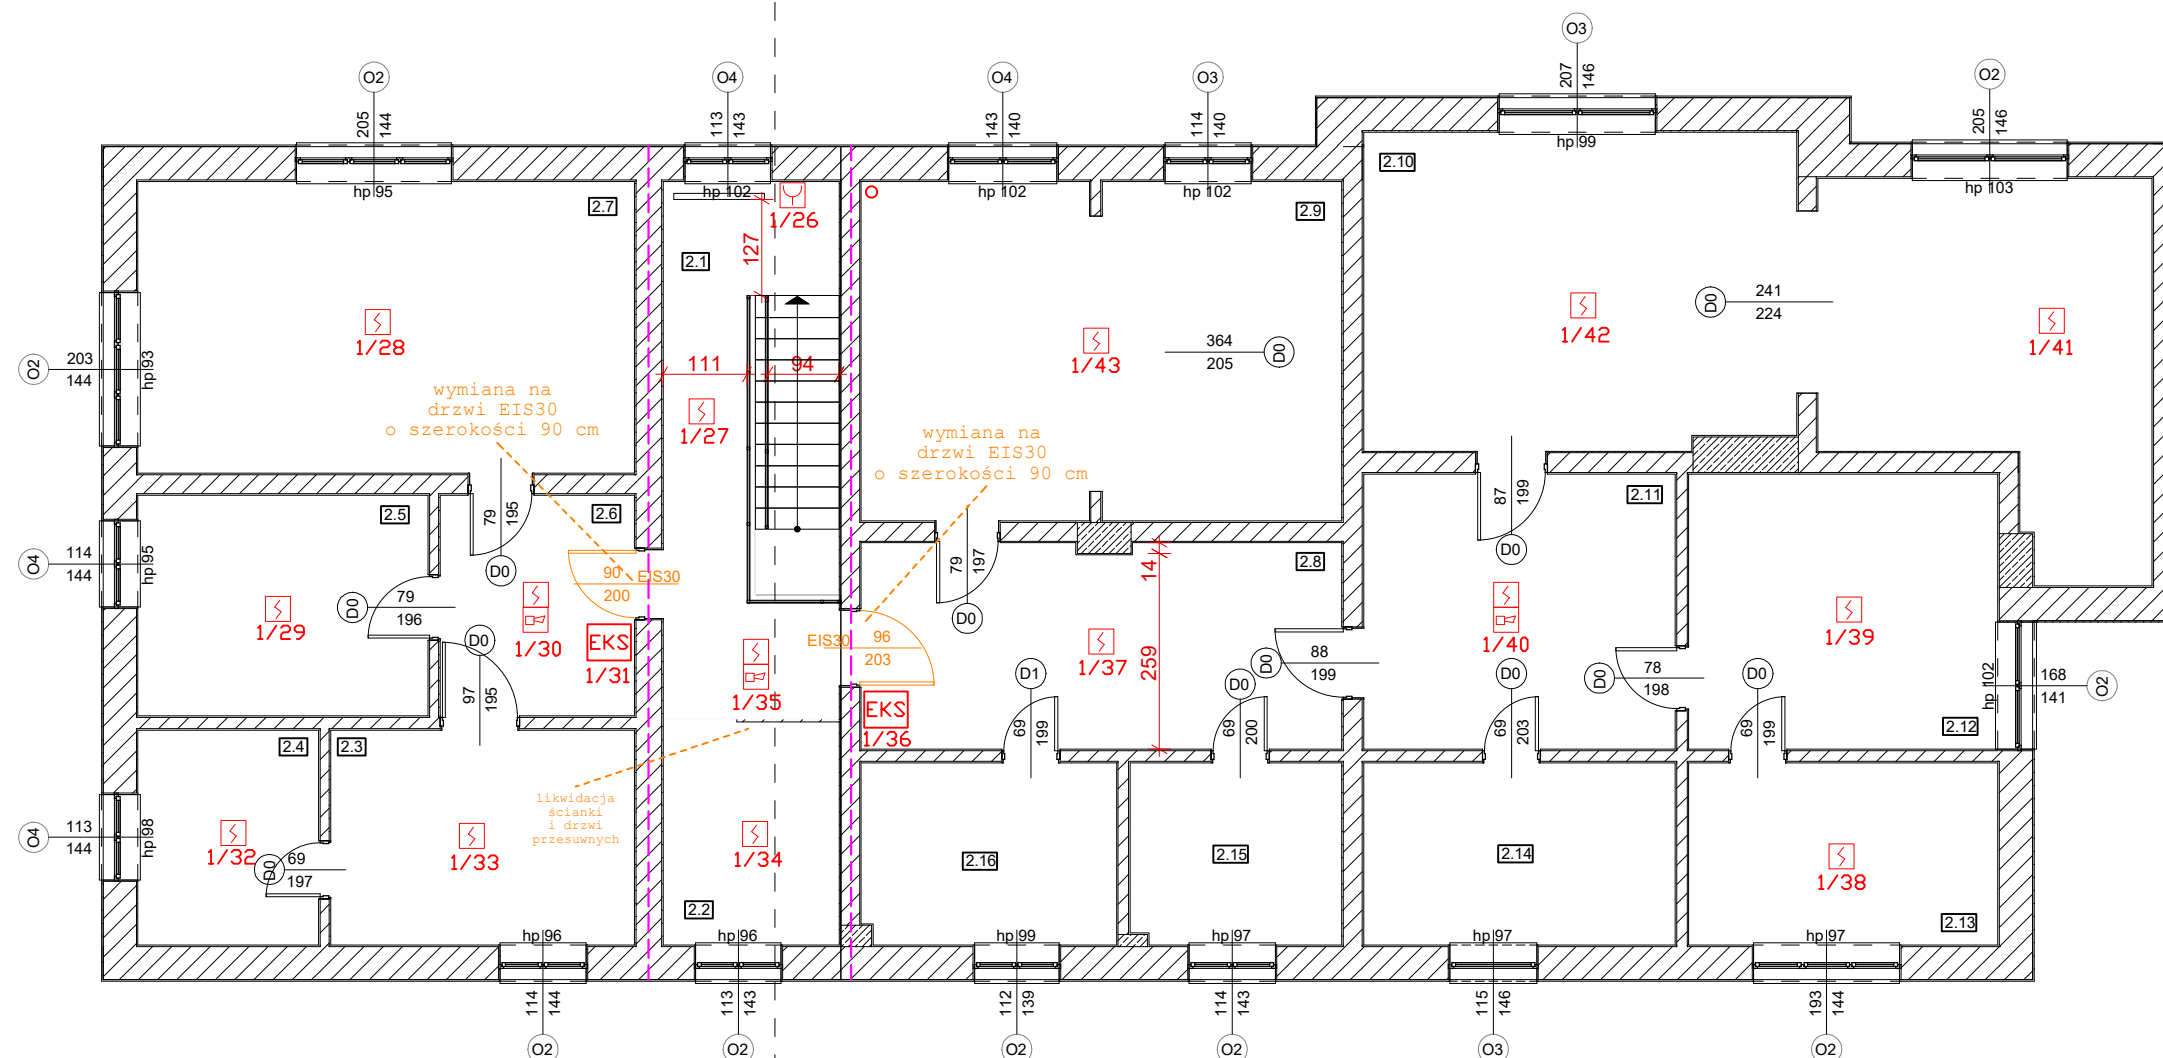 O3
207
146
hp 99
O2
205
144
hp 95
O4
113
143
hp 102
O4
143
140
hp 102
O3
114
140
hp 102
O2
205
146
hp 103
2.7
2.1
2.9
2.10
1/26
127
1/28
111
94
1/27
1/43
364
205
D0
1/42
D0
241
224
1/41
O2
203
144
hp 93
wymiana na
drzwi EIS30
o szerokości 90 cm
wymiana na
drzwi EIS30
o szerokości 90 cm
2.5
2.6
79
195
D0
79
197
D0
2.8
14
259
87
199
D0
2.11
O4
114
144
hp 95
1/29
D0
79
196
1/30
90
200
EIS30
EKS
1/31
D0
97
195
1/35
EIS30
96
203
EKS
1/36
1/37
D0
88
199
1/40
D0
78
198
1/39
2.12
hp 102
168
141
O2
D1
69
199
D0
69
200
D0
69
203
D0
69
199
2.4
2.3
likwidacja
ścianki
i drzwi
przesuwnych
O4
113
144
hp 98
1/32
D0
69
197
1/33
1/34
2.2
2.16
2.15
2.14
1/38
2.13
hp 96
114
144
O2
hp 96
113
143
O2
hp 99
112
139
O2
hp 97
114
143
O2
hp 97
115
146
O3
hp 97
193
144
O2